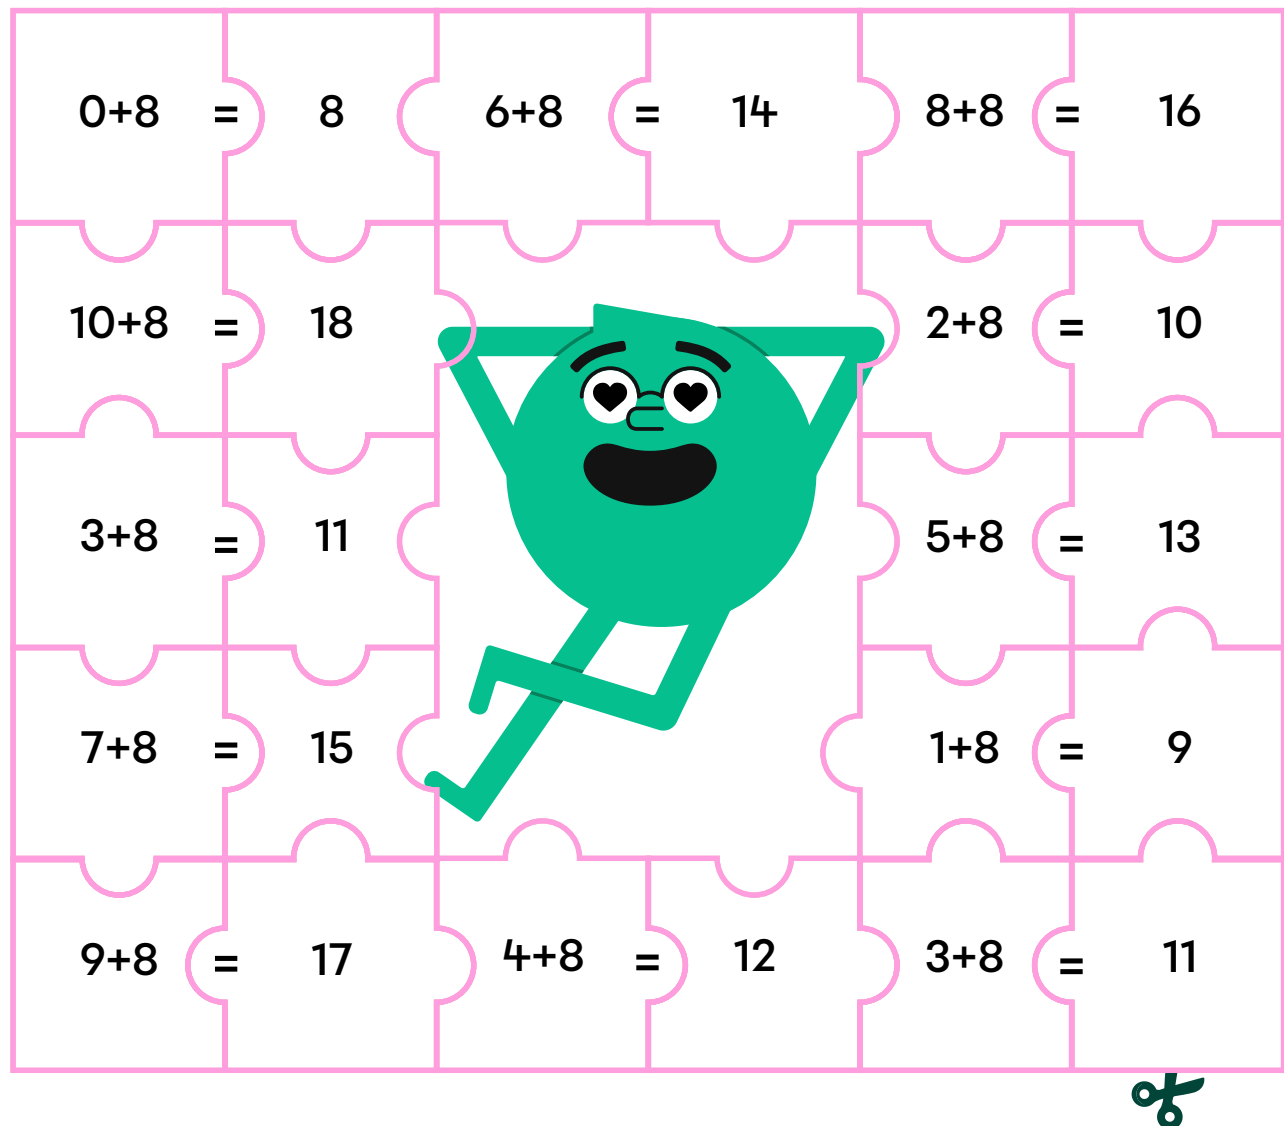 0+8 = 8 6+8 = 14 8+8 = 16
10+8 = 18 2+8 = 10
3+8 = 11 5+8 = 13
7+8 = 15 1+8 = 9
9+8 = 17 4+8 = 12 3+8 = 11